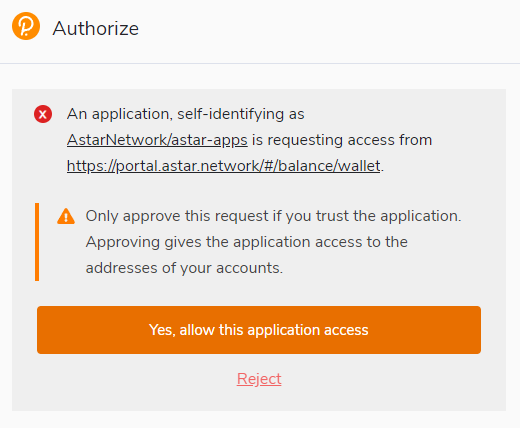 Authorize
An application, self-identifying as
AstarNetwork/astar-apps is requesting access from
https://portal.astar.network/#/balance/wallet.
Only approve this request if you trust the application.
Approving gives the application access to the
addresses of your accounts.
Yes, allow this application access
Reject